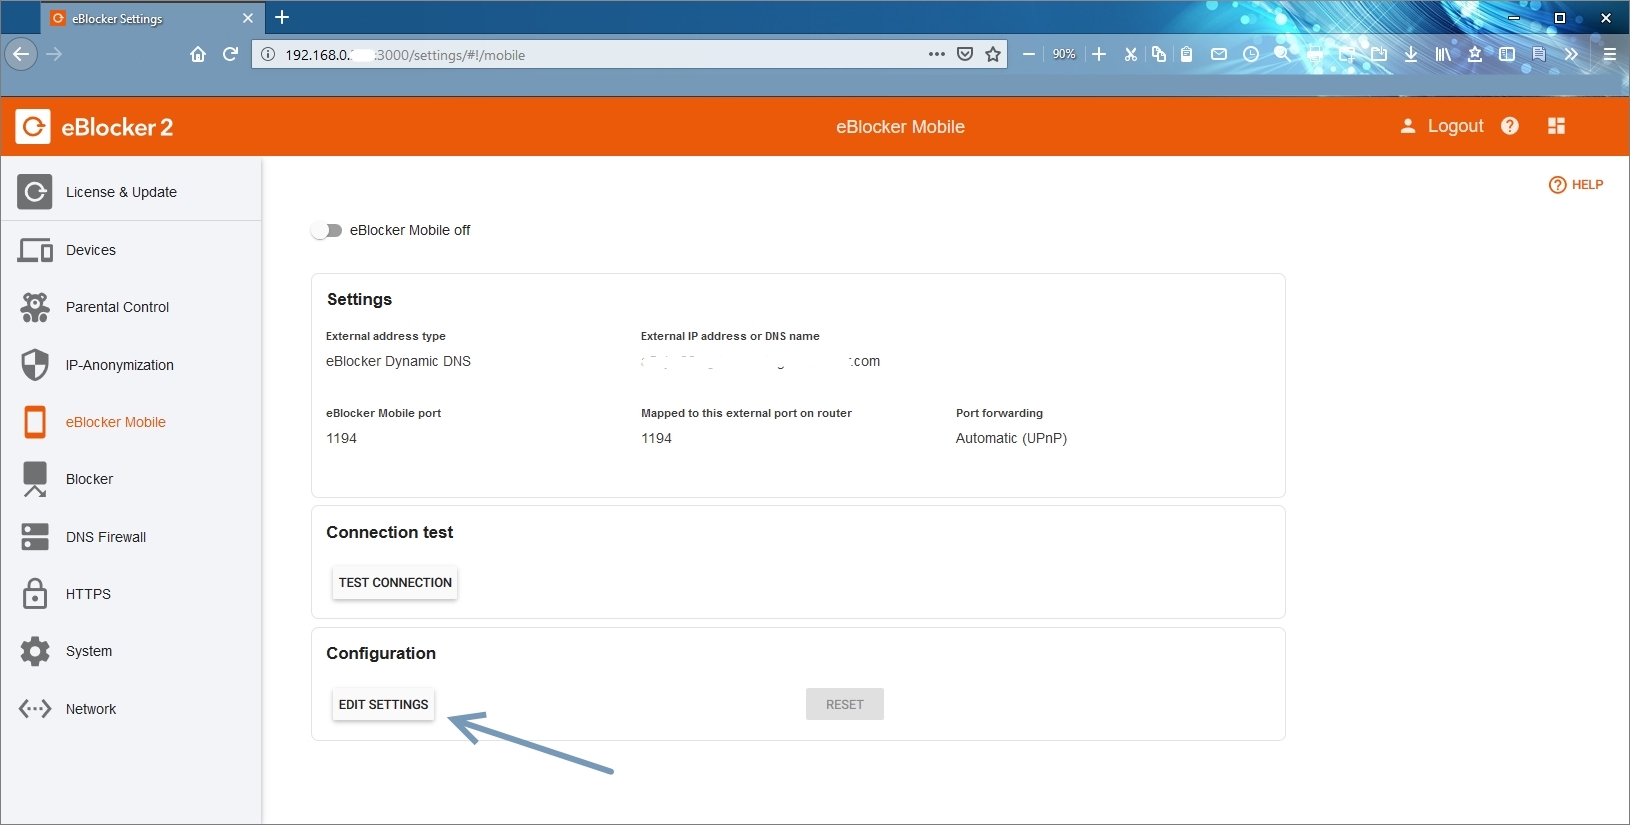 eBlocker Settings
192.168.0. :3000/settings/#!/mobile
90%
eBlocker 2
eBlocker Mobile
Logout
License & Update
HELP
eBlocker Mobile off
Devices
Parental Control
IP-Anonymization
eBlocker Mobile
Blocker
DNS Firewall
HTTPS
System
Network
Settings
External address type
External IP address or DNS name
eBlocker Dynamic DNS
.com
eBlocker Mobile port
Mapped to this external port on router
Port forwarding
1194
1194
Automatic (UPnP)
Connection test
TEST CONNECTION
Configuration
EDIT SETTINGS
RESET